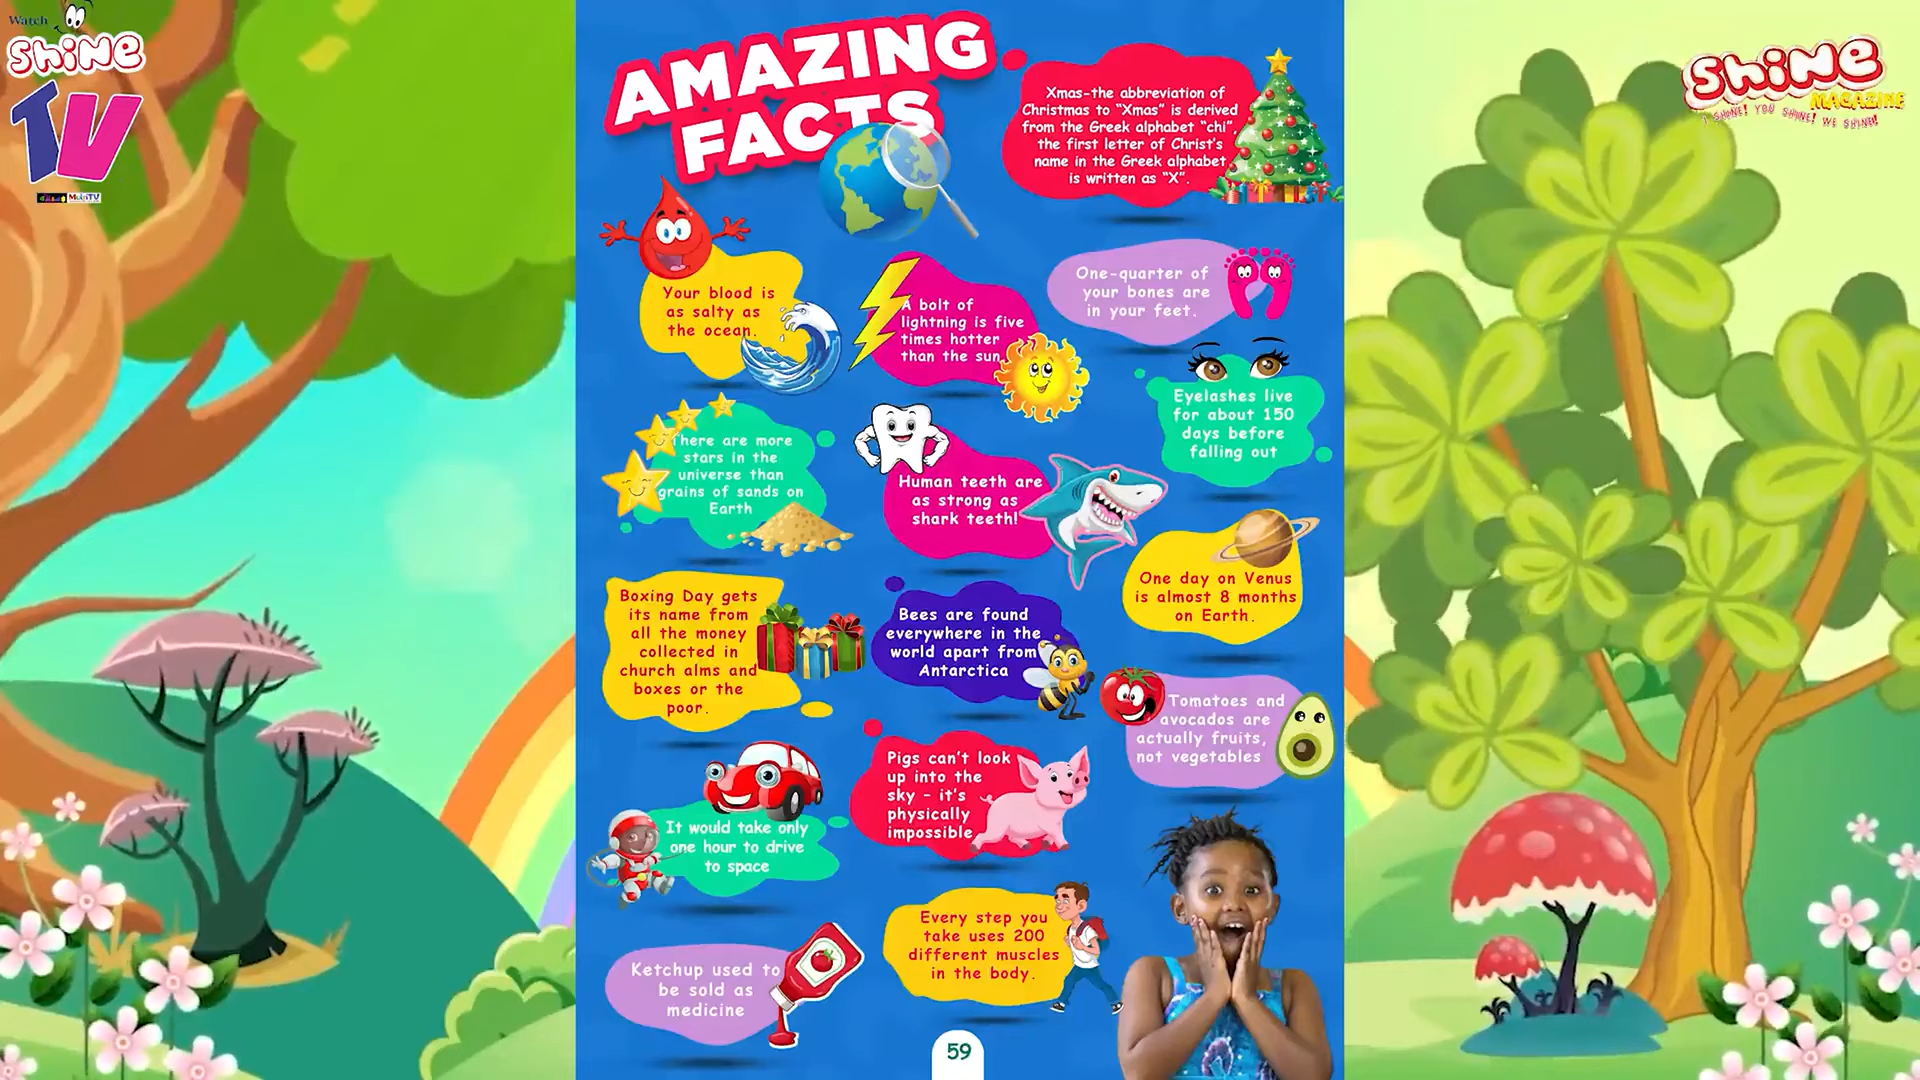 Watch
Shine
TV
MobiTV
Shine
MAGAZINE
I SHINE! YOU SHINE! WE SHINE!
AMAZING
FACTS
Xmas-the abbreviation of
Christmas to “Xmas” is derived
from the Greek alphabet “chi”,
the first letter of Christ's
name in the Greek alphabet
is written as “X”.
Your blood is
as salty as
the ocean.
A bolt of
lightning is five
times hotter
than the sun
One-quarter of
your bones are
in your feet.
Eyelashes live
for about 150
days before
falling out
There are more
stars in the
universe than
grains of sands on
Earth
Human teeth are
as strong as
shark teeth!
One day on Venus
is almost 8 months
on Earth.
Boxing Day gets
its name from
all the money
collected in
church alms and
boxes or the
poor.
Bees are found
everywhere in the
world apart from
Antarctica
Tomatoes and
avocados are
actually fruits,
not vegetables
Pigs can't look
up into the
sky - it's
physically
impossible
It would take only
one hour to drive
to space
Every step you
take uses 200
different muscles
in the body.
Ketchup used to
be sold as
medicine
59